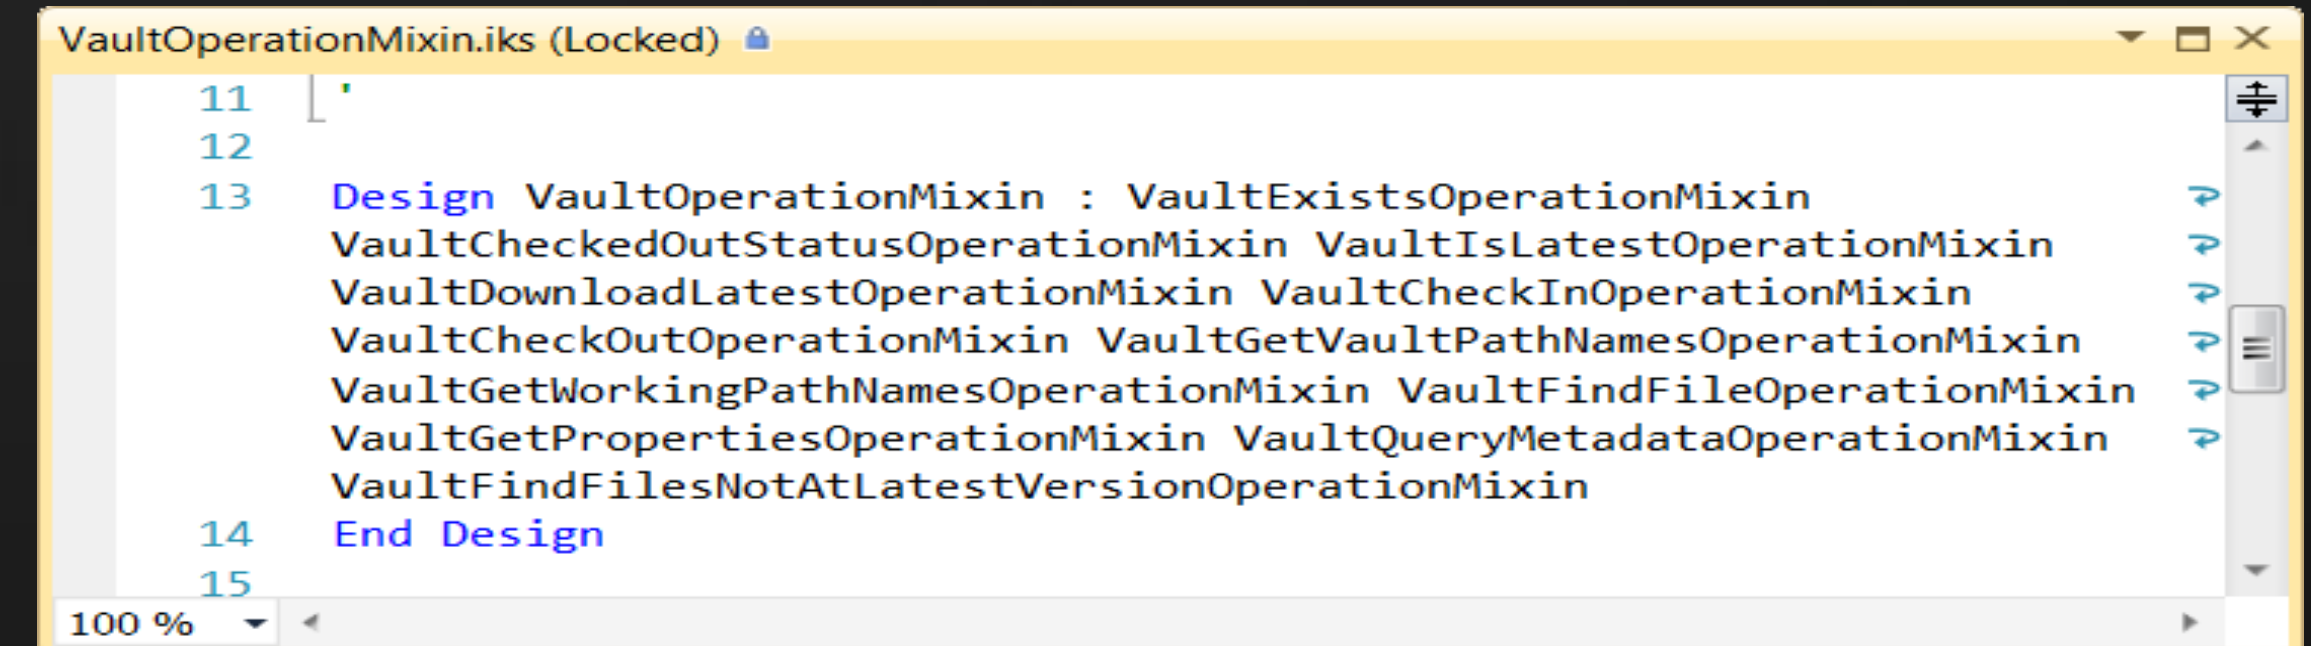 VaultOperationMixin.iks (Locked)
11 '
12
13 Design VaultOperationMixin : VaultExistsOperationMixin
VaultCheckedOutStatusOperationMixin VaultIsLatestOperationMixin
VaultDownloadLatestOperationMixin VaultCheckInOperationMixin
VaultCheckOutOperationMixin VaultGetVaultPathNamesOperationMixin
VaultGetWorkingPathNamesOperationMixin VaultFindFileOperationMixin
VaultGetPropertiesOperationMixin VaultQueryMetadataOperationMixin
VaultFindFilesNotAtLatestVersionOperationMixin
14 End Design
15
100 %